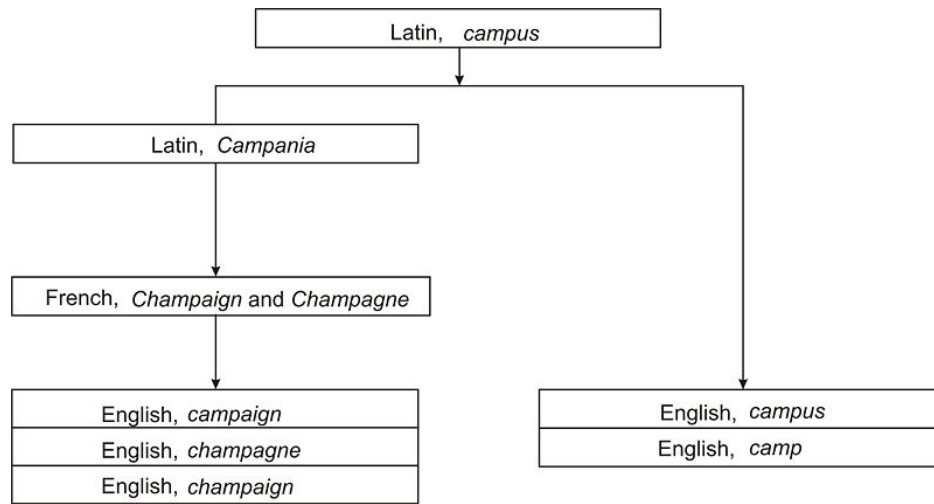 Latin, campus
Latin, Campania
French, Champaign and Champagne
English, campaign
English, champagne
English, champaign
English, campus
English, camp